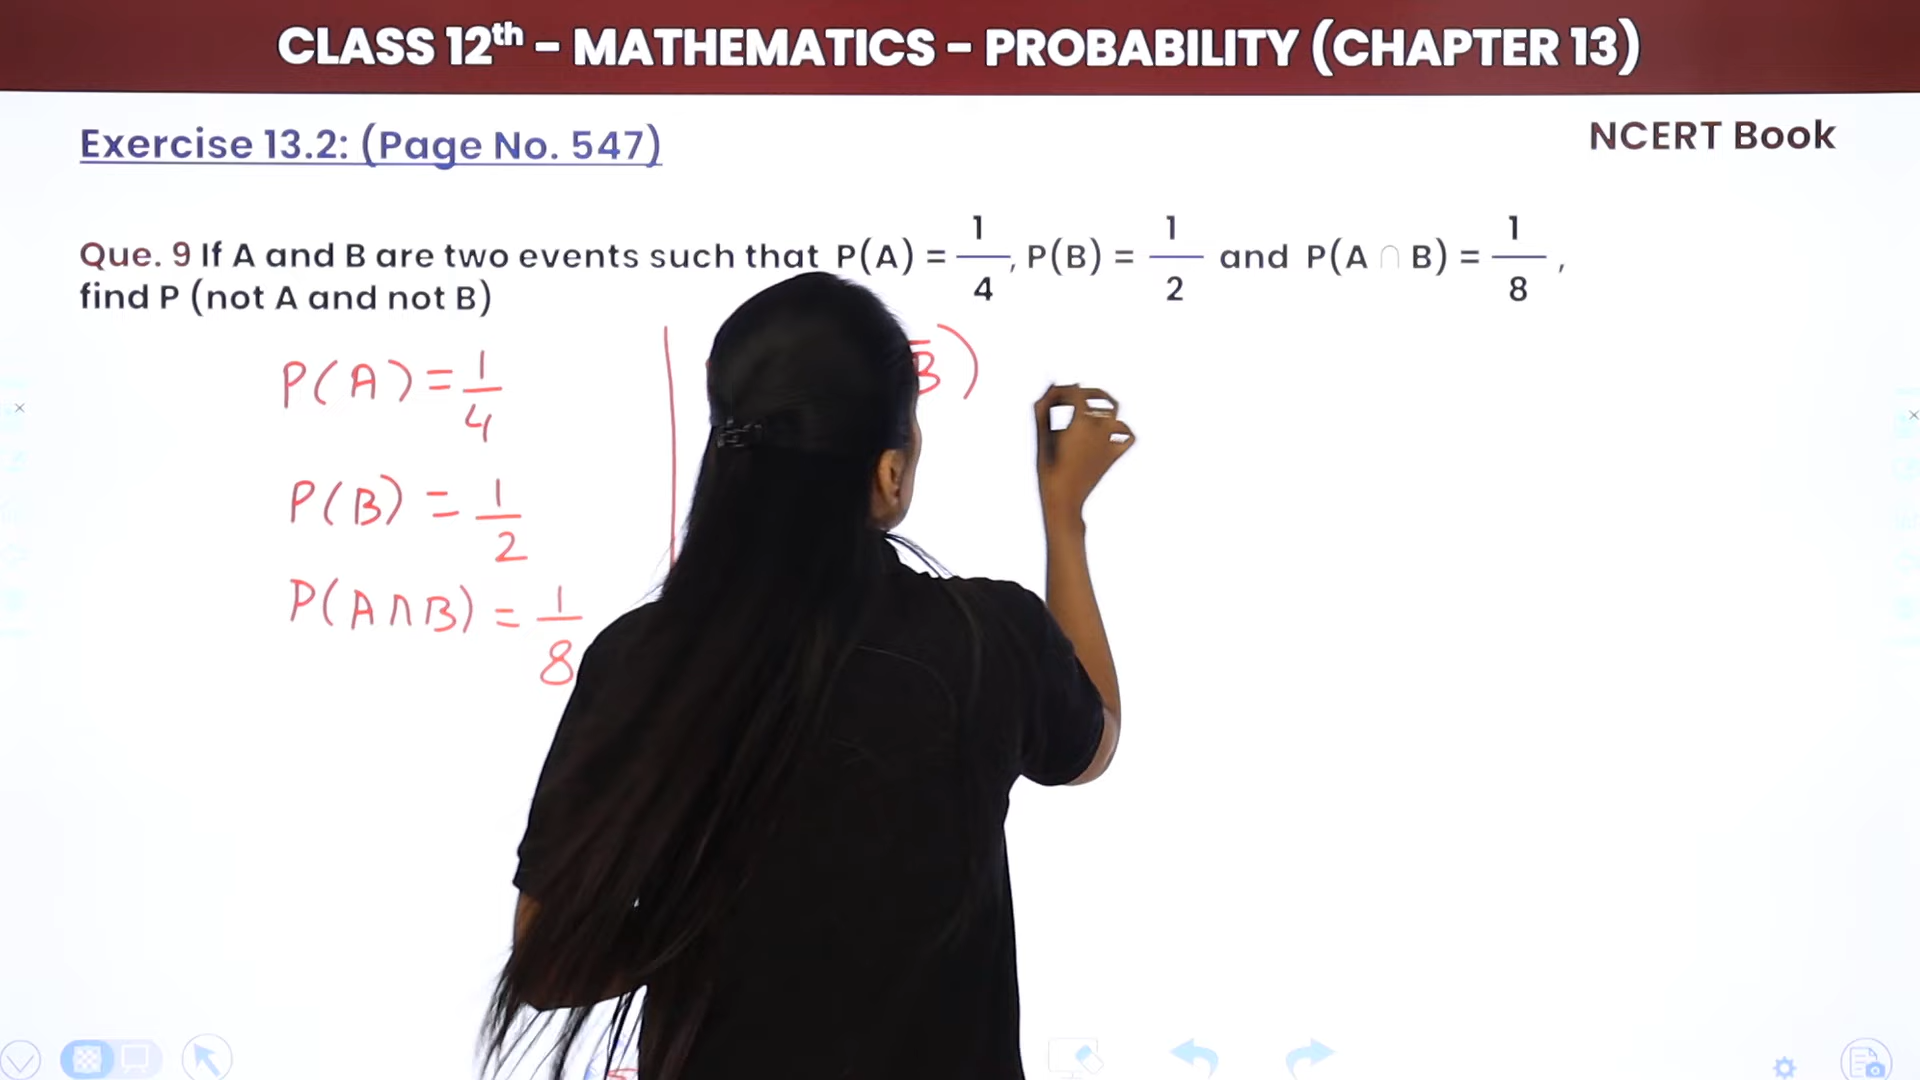 CLASS 12th – MATHEMATICS – PROBABILITY (CHAPTER 13)
Exercise 13.2: (Page No. 547)
NCERT Book
Que. 9 If A and B are two events such that P(A) = 1/4, P(B) = 1/2 and P(A ∩ B) = 1/8 ,
find P (not A and not B)
P(A) = 1/4
B̅)
P(B) = 1/2
P(A∩B) = 1/8